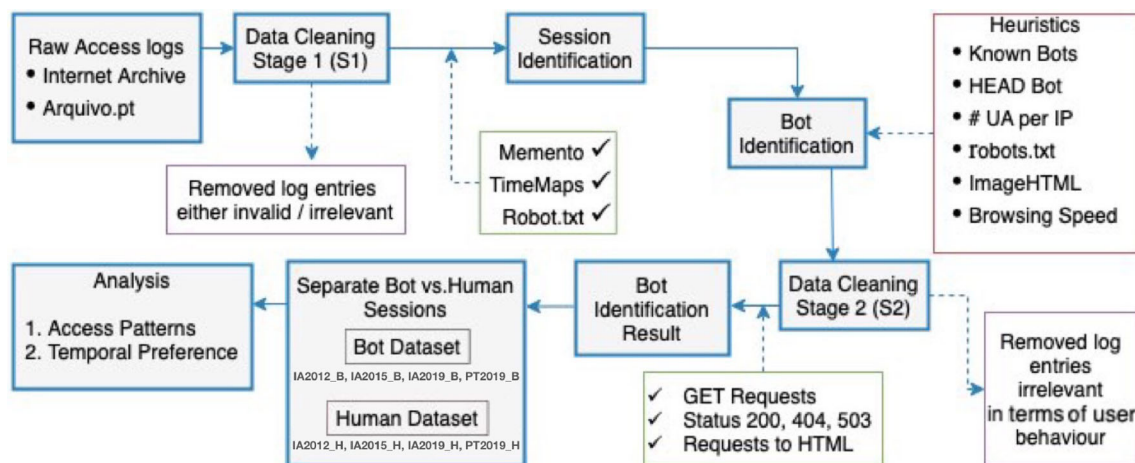 Raw Access logs
• Internet Archive
• Arquivo.pt
Data Cleaning
Stage 1 (S1)
Session
Identification
Heuristics
• Known Bots
• HEAD Bot
• # UA per IP
• robots.txt
• ImageHTML
• Browsing Speed
Bot
Identification
Removed log entries
either invalid / irrelevant
Memento ✓
TimeMaps ✓
Robot.txt ✓
Analysis
1. Access Patterns
2. Temporal Preference
Separate Bot vs.Human
Sessions
Bot Dataset
IA2012_B, IA2015_B, IA2019_B, PT2019_B
Human Dataset
IA2012_H, IA2015_H, IA2019_H, PT2019_H
Bot
Identification
Result
Data Cleaning
Stage 2 (S2)
✓ GET Requests
✓ Status 200, 404, 503
✓ Requests to HTML
Removed log
entries
irrelevant
in terms of user
behaviour